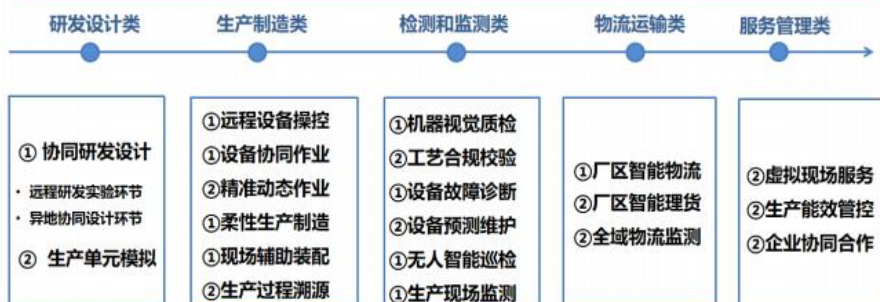 研发设计类
生产制造类
检测和监测类
物流运输类
服务管理类
① 协同研发设计
· 远程研发实验环节
· 异地协同设计环节
② 生产单元模拟
①远程设备操控
①设备协同作业
②精准动态作业
①柔性生产制造
①现场辅助装配
②生产过程溯源
①机器视觉质检
②工艺合规校验
①设备故障诊断
②设备预测维护
①无人智能巡检
①生产现场监测
①厂区智能物流
②厂区智能理货
②全域物流监测
②虚拟现场服务
②生产能效管控
②企业协同合作